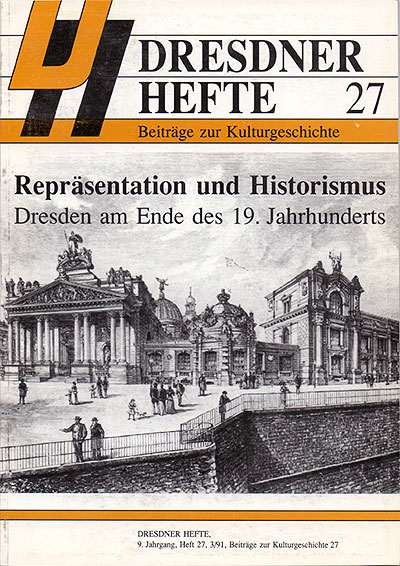 DRESDNER
HEFTE 27
Beiträge zur Kulturgeschichte
Repräsentation und Historismus
Dresden am Ende des 19. Jahrhunderts
DRESDNER HEFTE,
9. Jahrgang, Heft 27, 3/91, Beiträge zur Kulturgeschichte 27